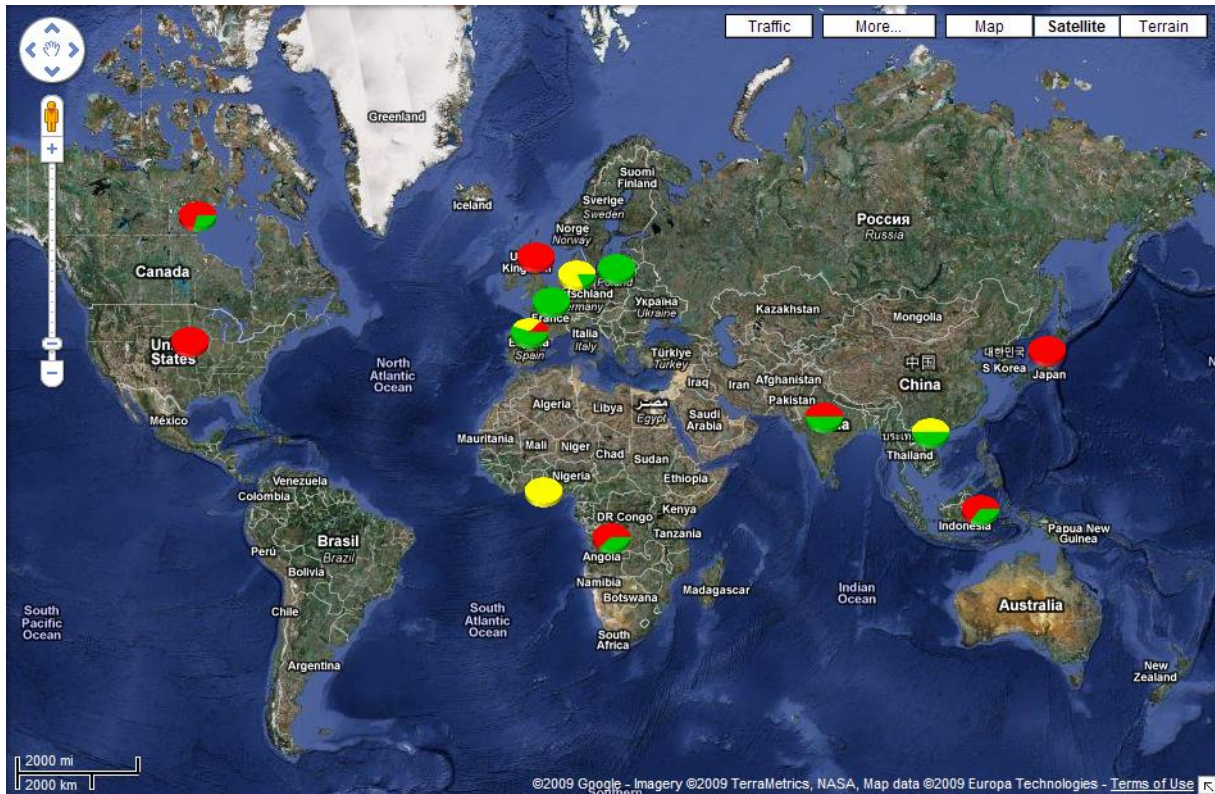 Traffic
More...
Map
Satellite
Terrain
Greenland
Iceland
Suomi
Finland
Sverige
Sweden
Norge
Norway
Россия
Russia
Canada
Poland
Україна
Ukraine
Germany
France
Kazakhstan
Mongolia
Italia
Italy
Spain
Türkiye
Turkey
States
North
Atlantic
Ocean
中国
China
대한민국
S Korea
Japan
Iraq
Iran
Afghanistan
Pakistan
México
Algeria
Libya
مصر
Egypt
Saudi
Arabia
Mauritania
Mali
Niger
Chad
Sudan
Thailand
Nigeria
Ethiopia
Venezuela
Colombia
DR Congo
Kenya
Tanzania
Indonesia
Papua New
Guinea
Brasil
Brazil
Perú
Bolivia
Angola
Namibia
Botswana
Madagascar
Indian
Ocean
Chile
South
Pacific
Ocean
South
Atlantic
Ocean
South
Africa
Australia
Argentina
New
Zealand
2000 mi
2000 km
©2009 Google - Imagery ©2009 TerraMetrics, NASA, Map data ©2009 Europa Technologies - Terms of Use